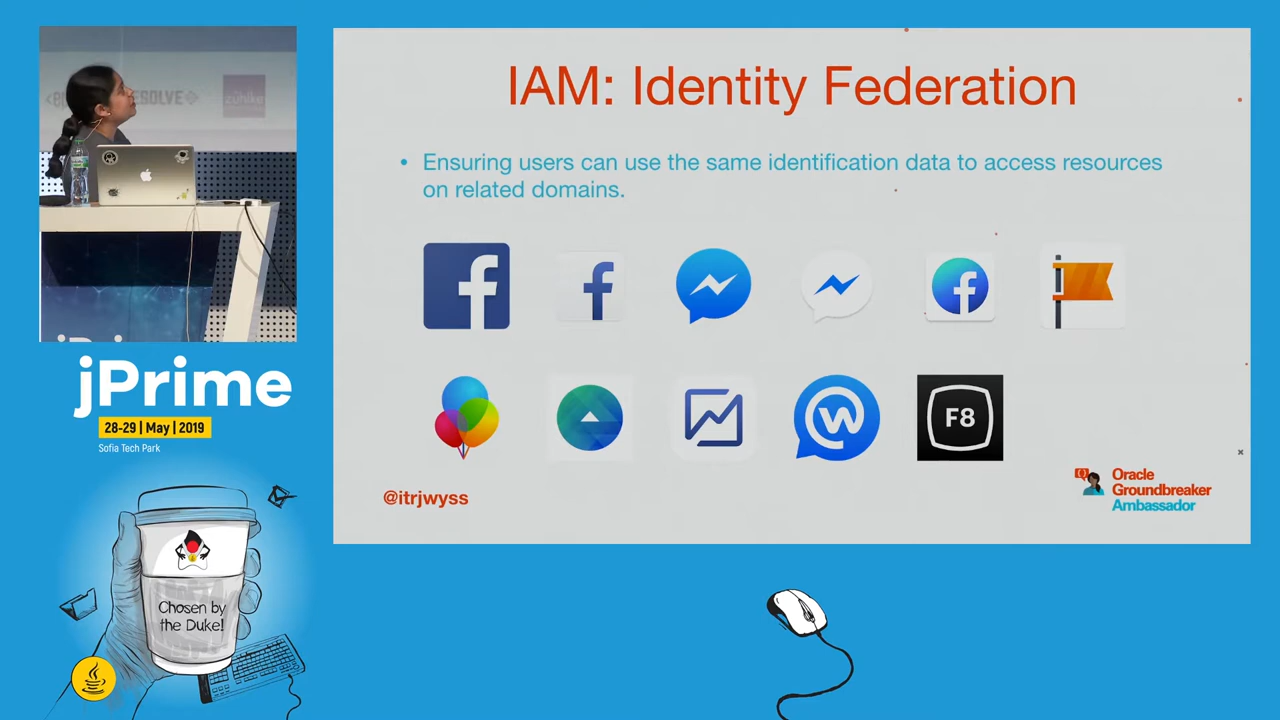 zühlke
IAM: Identity Federation
• Ensuring users can use the same identification data to access resources
on related domains.
F8
@itrjwyss
Oracle
Groundbreaker
Ambassador
jPrime
28-29 | May | 2019
Sofia Tech Park
Chosen by
the Duke!